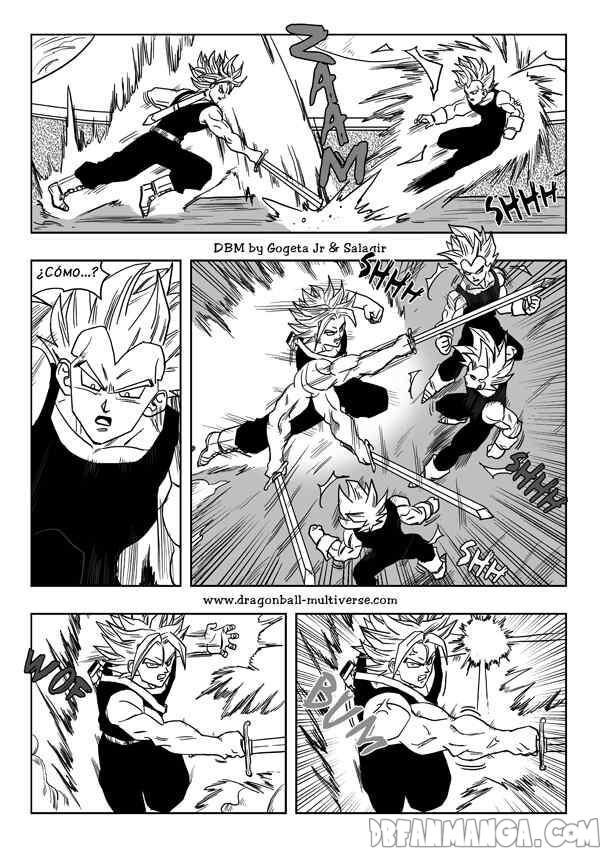 ZAAAM
SHHH
DBM by Gogeta Jr & Salagir
¿CÓMO...?
SHHH
SHHH
SHH
www.dragonball-multiverse.com
WOF
BUM
DBFANMANGA.COM